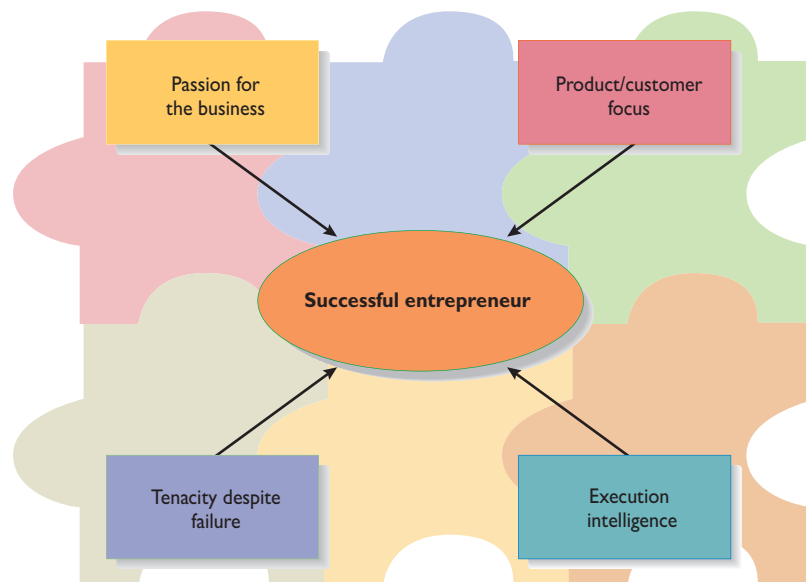 Passion for
the business
Product/customer
focus
Successful entrepreneur
Tenacity despite
failure
Execution
intelligence